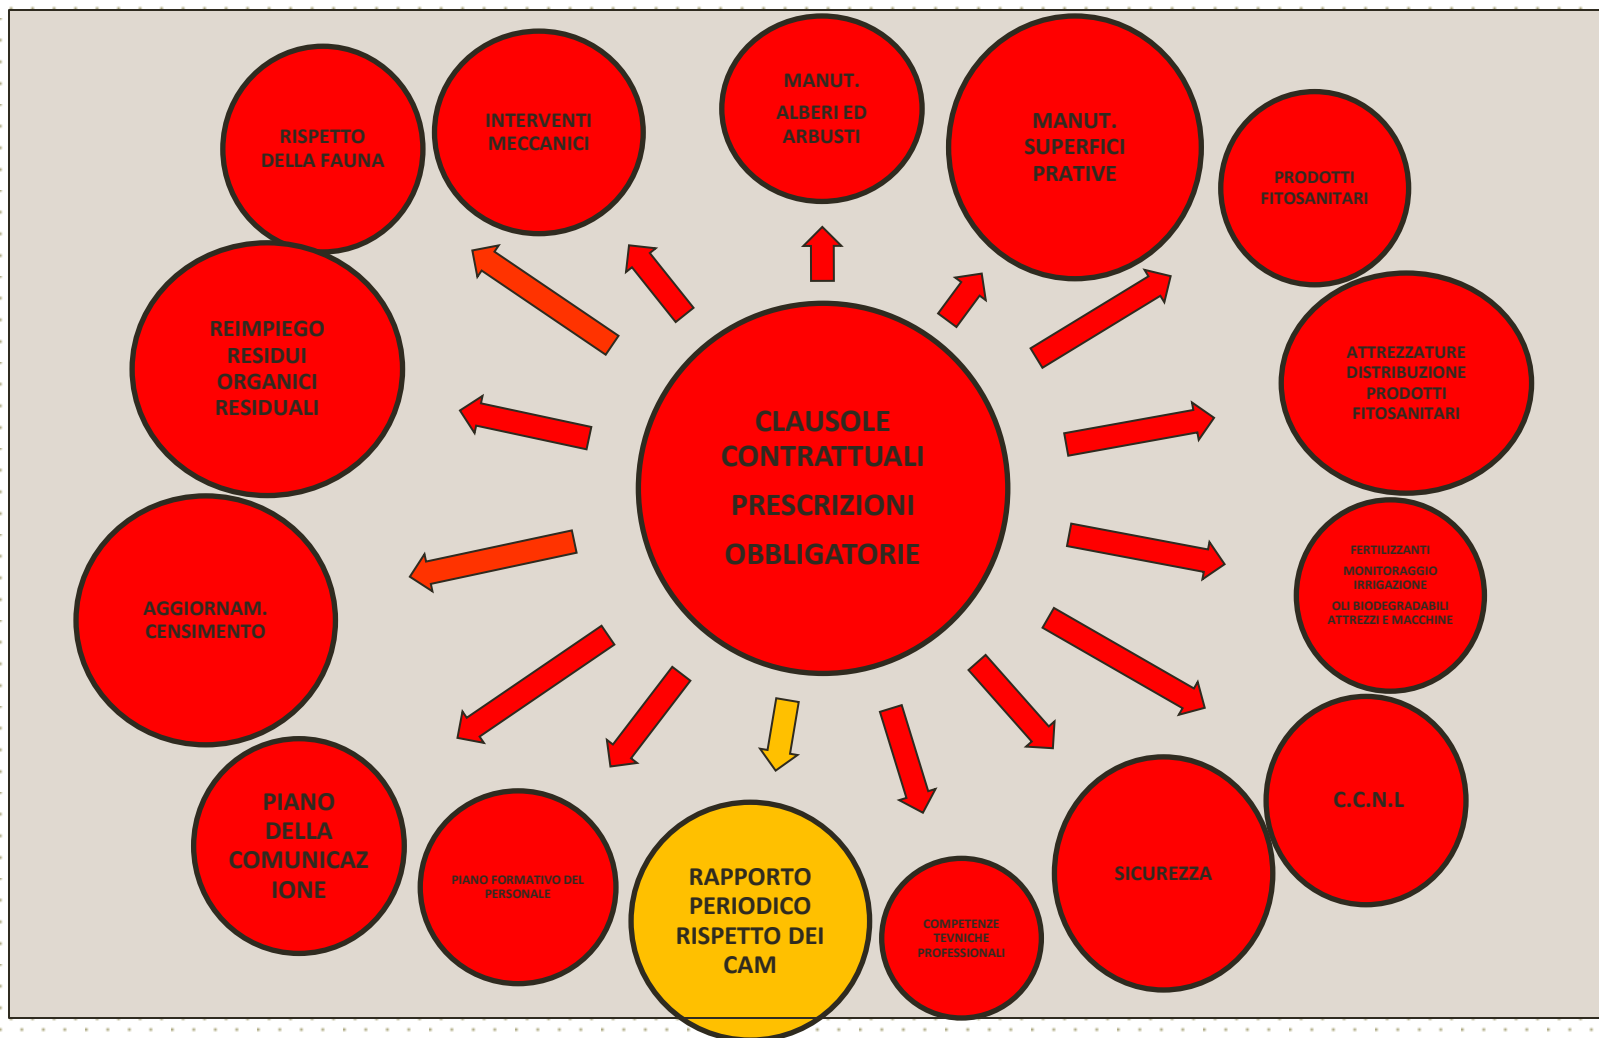 RISPETTO
DELLA FAUNA
INTERVENTI
MECCANICI
MANUT.
ALBERI ED
ARBUSTI
MANUT.
SUPERFICI
PRATIVE
PRODOTTI
FITOSANITARI
REIMPIEGO
RESIDUI
ORGANICI
RESIDUALI
CLAUSOLE
CONTRATTUALI
PRESCRIZIONI
OBBLIGATORIE
ATTREZZATURE
DISTRIBUZIONE
PRODOTTI
FITOSANITARI
AGGIORNAM.
CENSIMENTO
FERTILIZZANTI
MONITORAGGIO
IRRIGAZIONE
OLI BIODEGRADABILI
ATTREZZI E MACCHINE
PIANO
DELLA
COMUNICAZ
IONE
PIANO FORMATIVO DEL
PERSONALE
RAPPORTO
PERIODICO
RISPETTO DEI
CAM
COMPETENZE
TEVNICHE
PROFESSIONALI
SICUREZZA
C.C.N.L